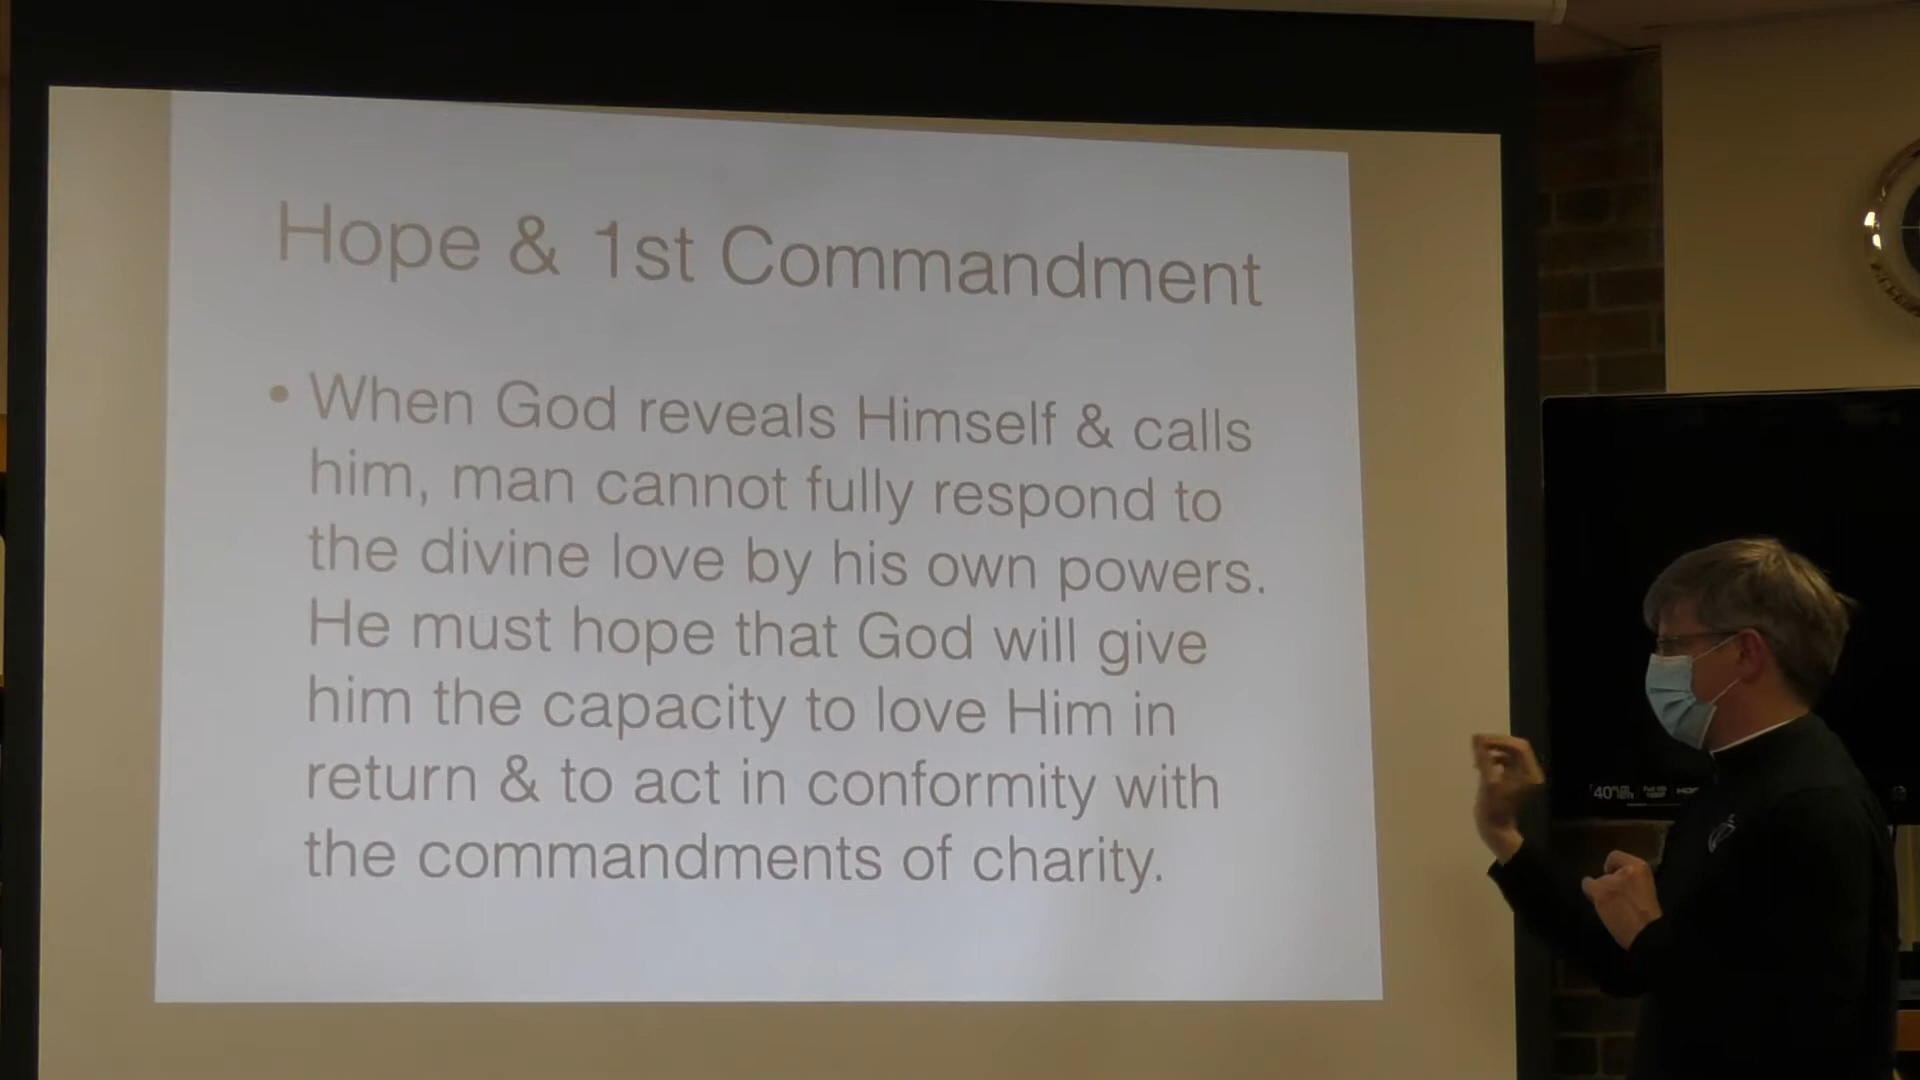 Hope & 1st Commandment
• When God reveals Himself & calls
him, man cannot fully respond to
the divine love by his own powers.
He must hope that God will give
him the capacity to love Him in
return & to act in conformity with
the commandments of charity.